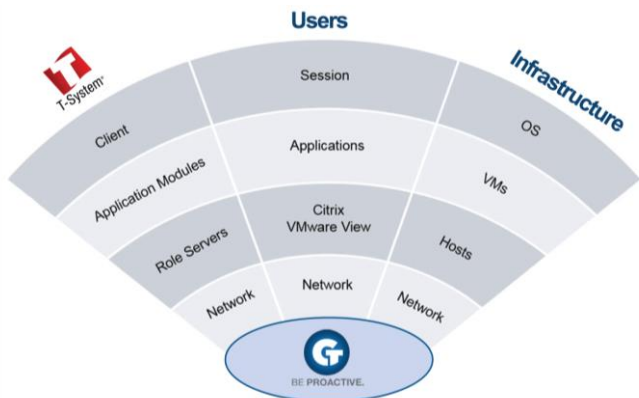 Users
T
T-System®
Infrastructure
Client
Session
OS
Application Modules
Applications
VMs
Role Servers
Citrix
VMware View
Hosts
Network
Network
Network
GT
BE PROACTIVE.